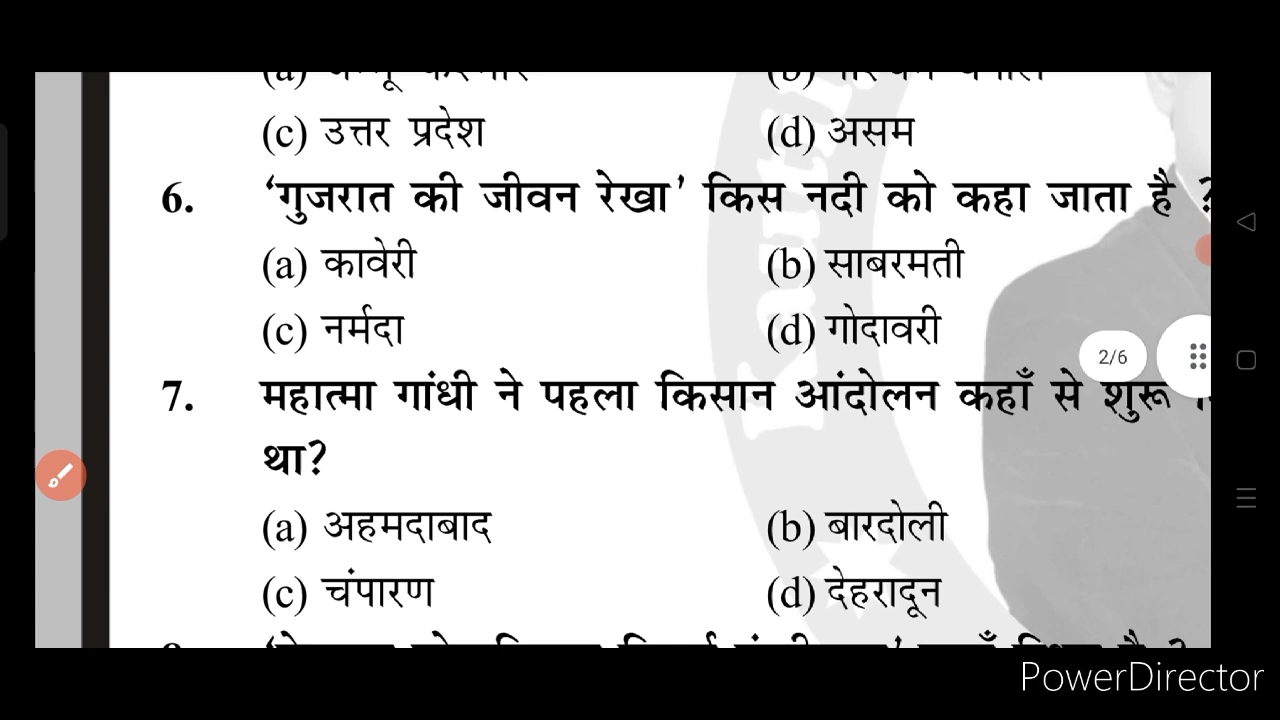 (c) उत्तर प्रदेश (d) असम
6. ‘गुजरात की जीवन रेखा’ किस नदी को कहा जाता है ?
(a) कावेरी (b) साबरमती
(c) नर्मदा (d) गोदावरी
2/6
7. महात्मा गांधी ने पहला किसान आंदोलन कहाँ से शुरू
था?
(a) अहमदाबाद (b) बारदोली
(c) चंपारण (d) देहरादून
PowerDirector